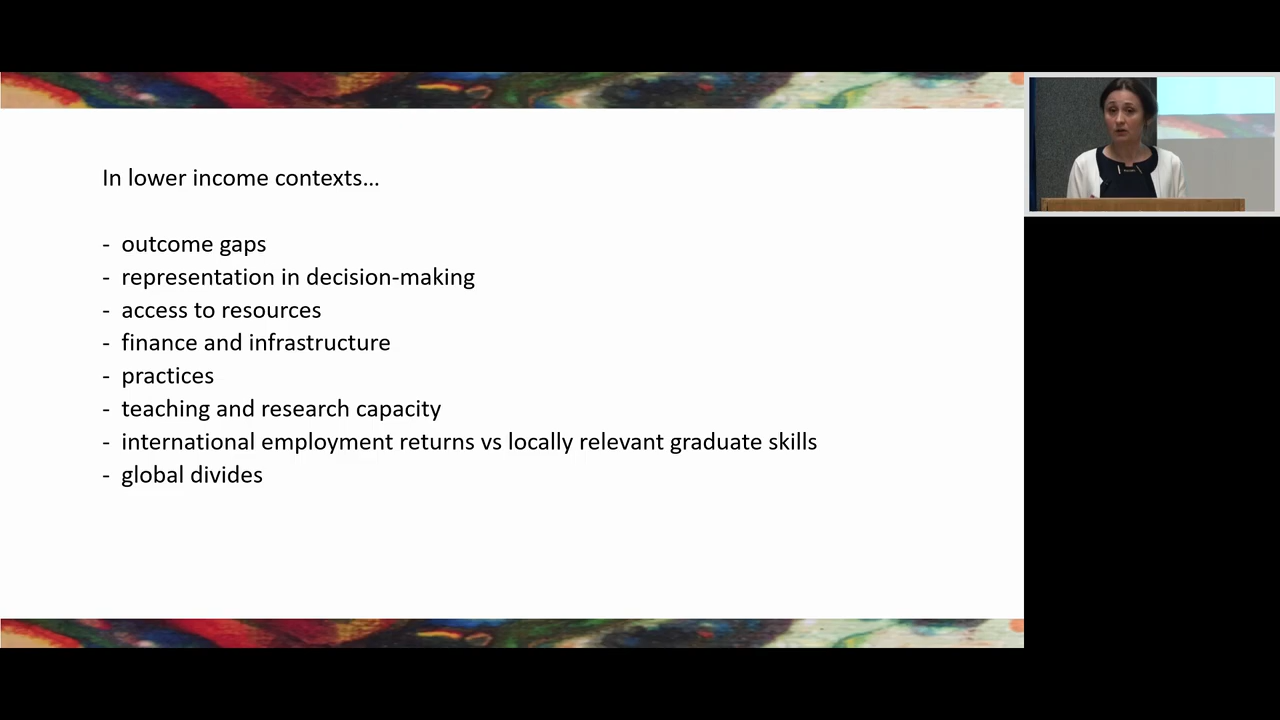 In lower income contexts...
- outcome gaps
- representation in decision-making
- access to resources
- finance and infrastructure
- practices
- teaching and research capacity
- international employment returns vs locally relevant graduate skills
- global divides